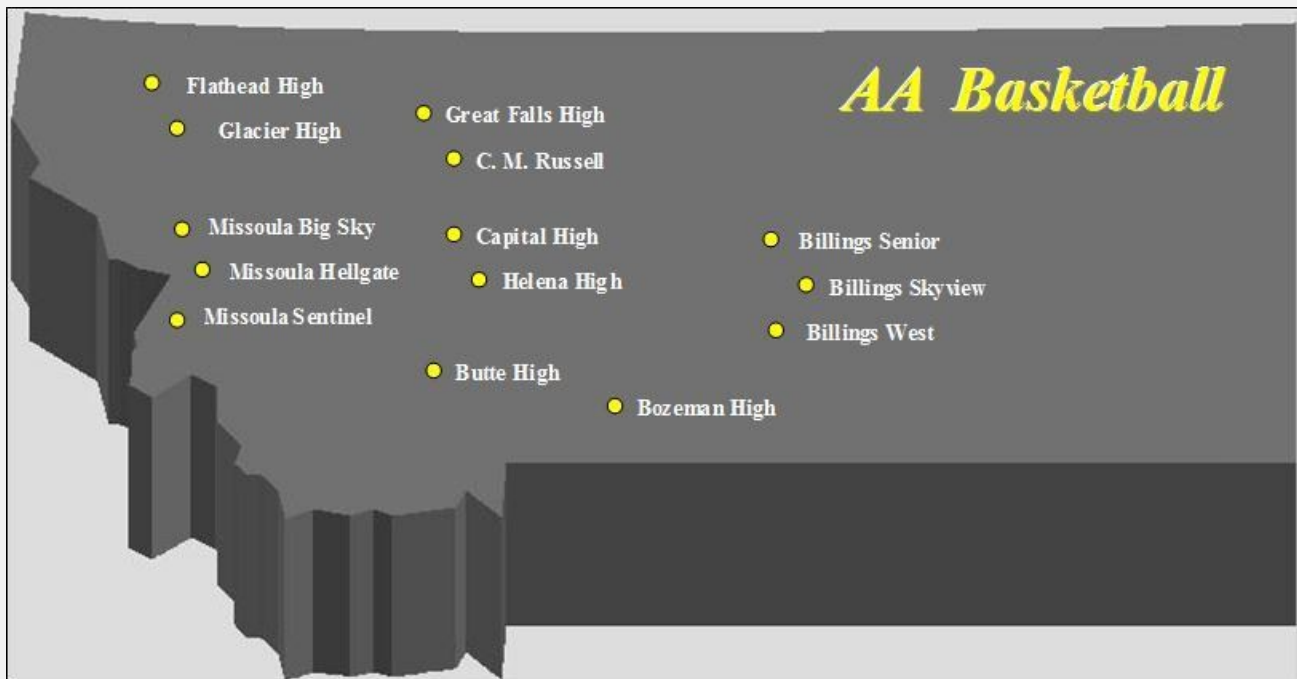 AA Basketball
Flathead High
Glacier High
Great Falls High
C. M. Russell
Missoula Big Sky
Missoula Hellgate
Missoula Sentinel
Capital High
Helena High
Billings Senior
Billings Skyview
Billings West
Butte High
Bozeman High